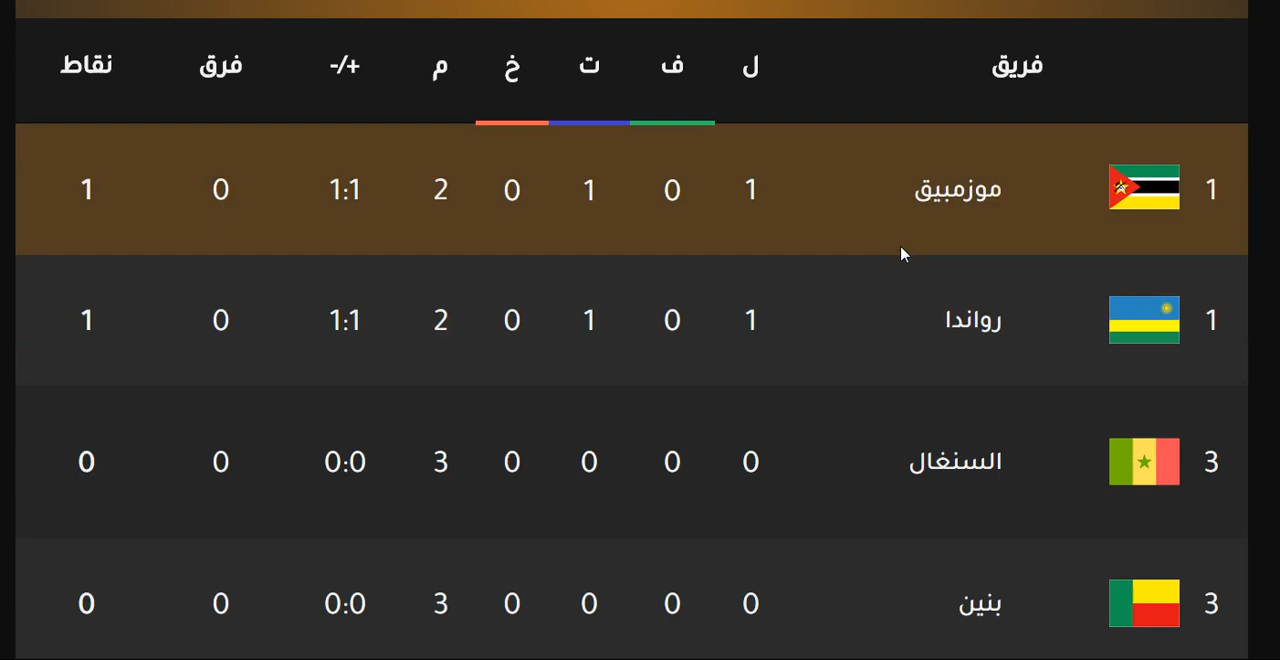 فريق ل ف ت خ م +/- فرق نقاط
1 موزمبيق 1 0 1 0 2 1:1 0 1
1 رواندا 1 0 1 0 2 1:1 0 1
3 السنغال 0 0 0 0 3 0:0 0 0
3 بنين 0 0 0 0 3 0:0 0 0